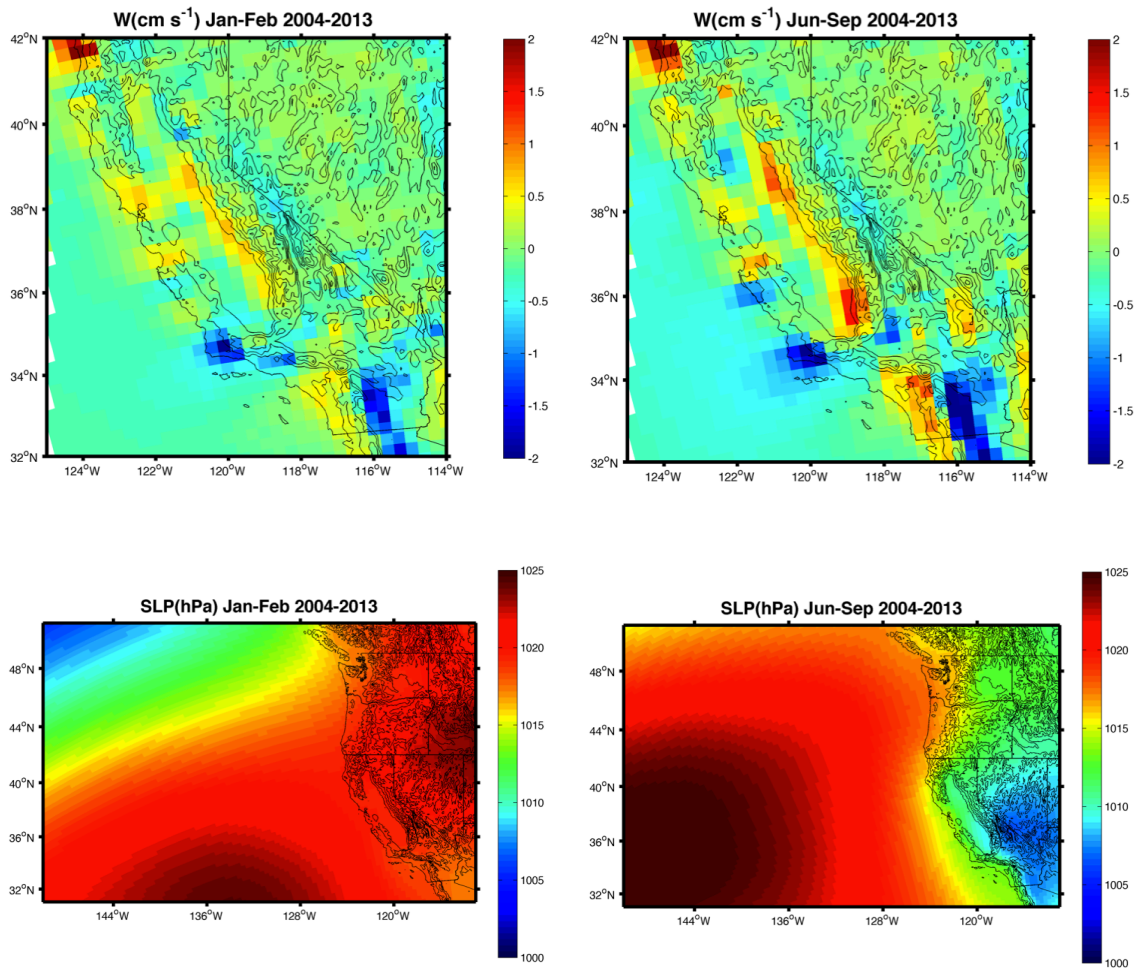 W(cm s⁻¹) Jan-Feb 2004-2013
42°N
40°N
38°N
36°N
34°N
32°N
124°W 122°W 120°W 118°W 116°W 114°W
2
1.5
1
0.5
0
-0.5
-1
-1.5
-2
W(cm s⁻¹) Jun-Sep 2004-2013
42°N
40°N
38°N
36°N
34°N
32°N
124°W 122°W 120°W 118°W 116°W 114°W
2
1.5
1
0.5
0
-0.5
-1
-1.5
-2
SLP(hPa) Jan-Feb 2004-2013
48°N
44°N
40°N
36°N
32°N
144°W 136°W 128°W 120°W
1025
1020
1015
1010
1005
1000
SLP(hPa) Jun-Sep 2004-2013
48°N
44°N
40°N
36°N
32°N
144°W 136°W 128°W 120°W
1025
1020
1015
1010
1005
1000